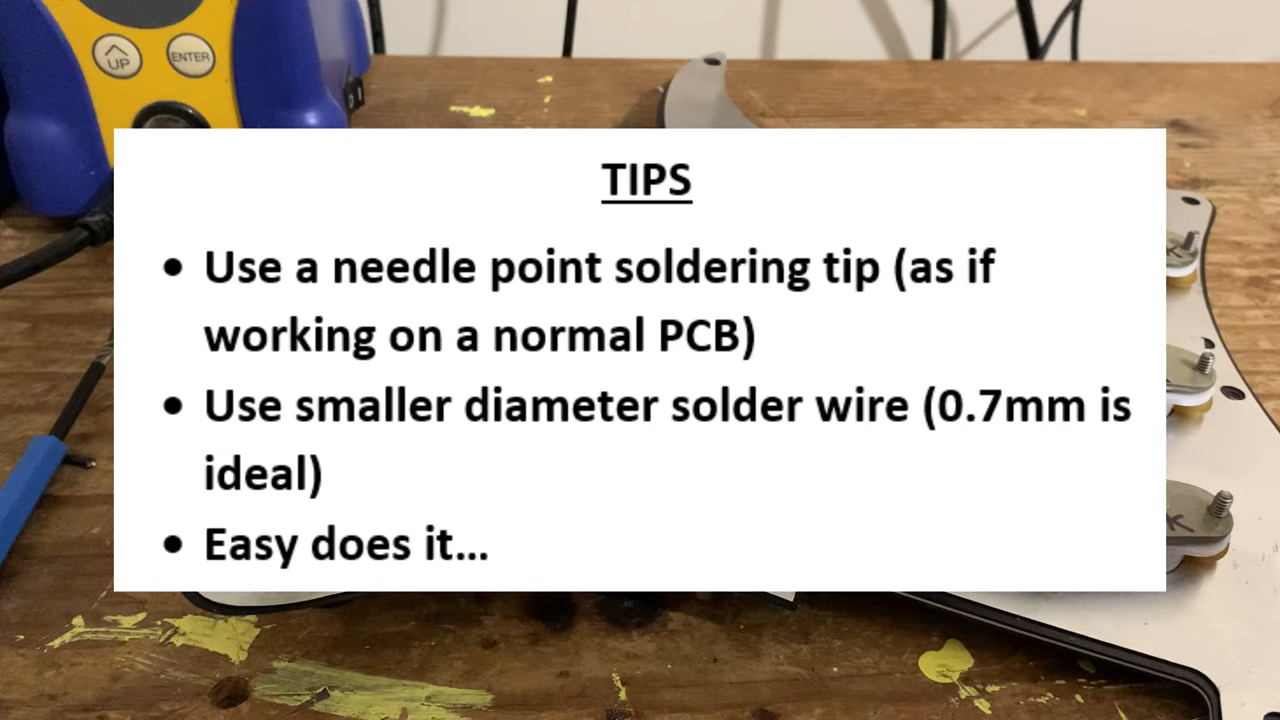 UP
ENTER
TIPS
• Use a needle point soldering tip (as if
working on a normal PCB)
• Use smaller diameter solder wire (0.7mm is
ideal)
• Easy does it...